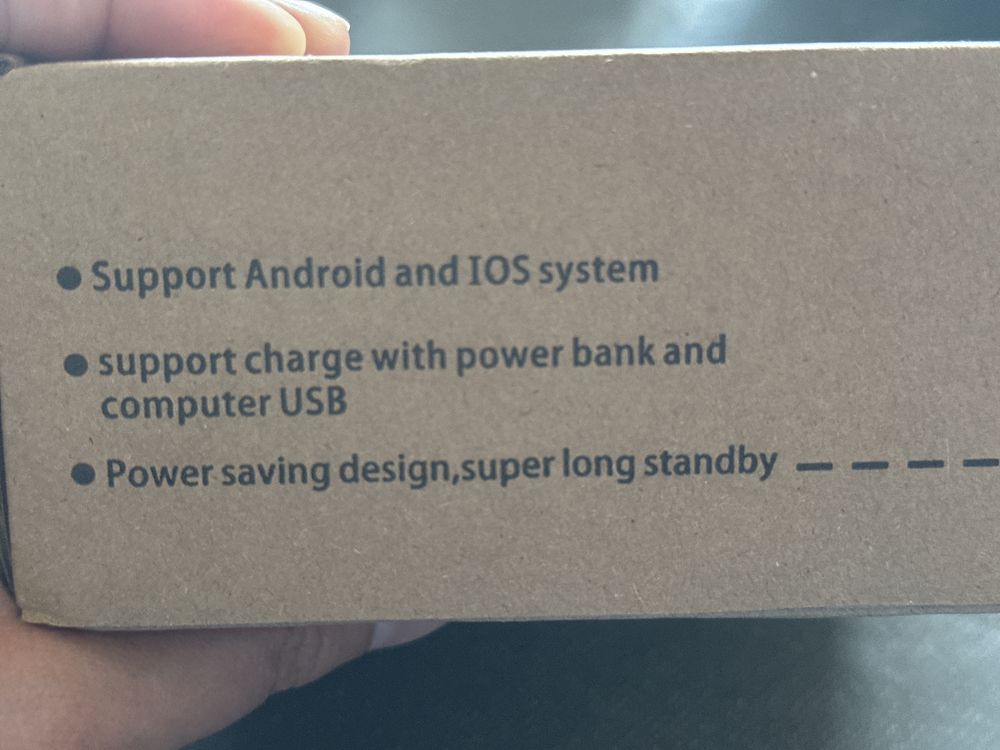 ● Support Android and IOS system
● support charge with power bank and
computer USB
● Power saving design,super long standby — — — —